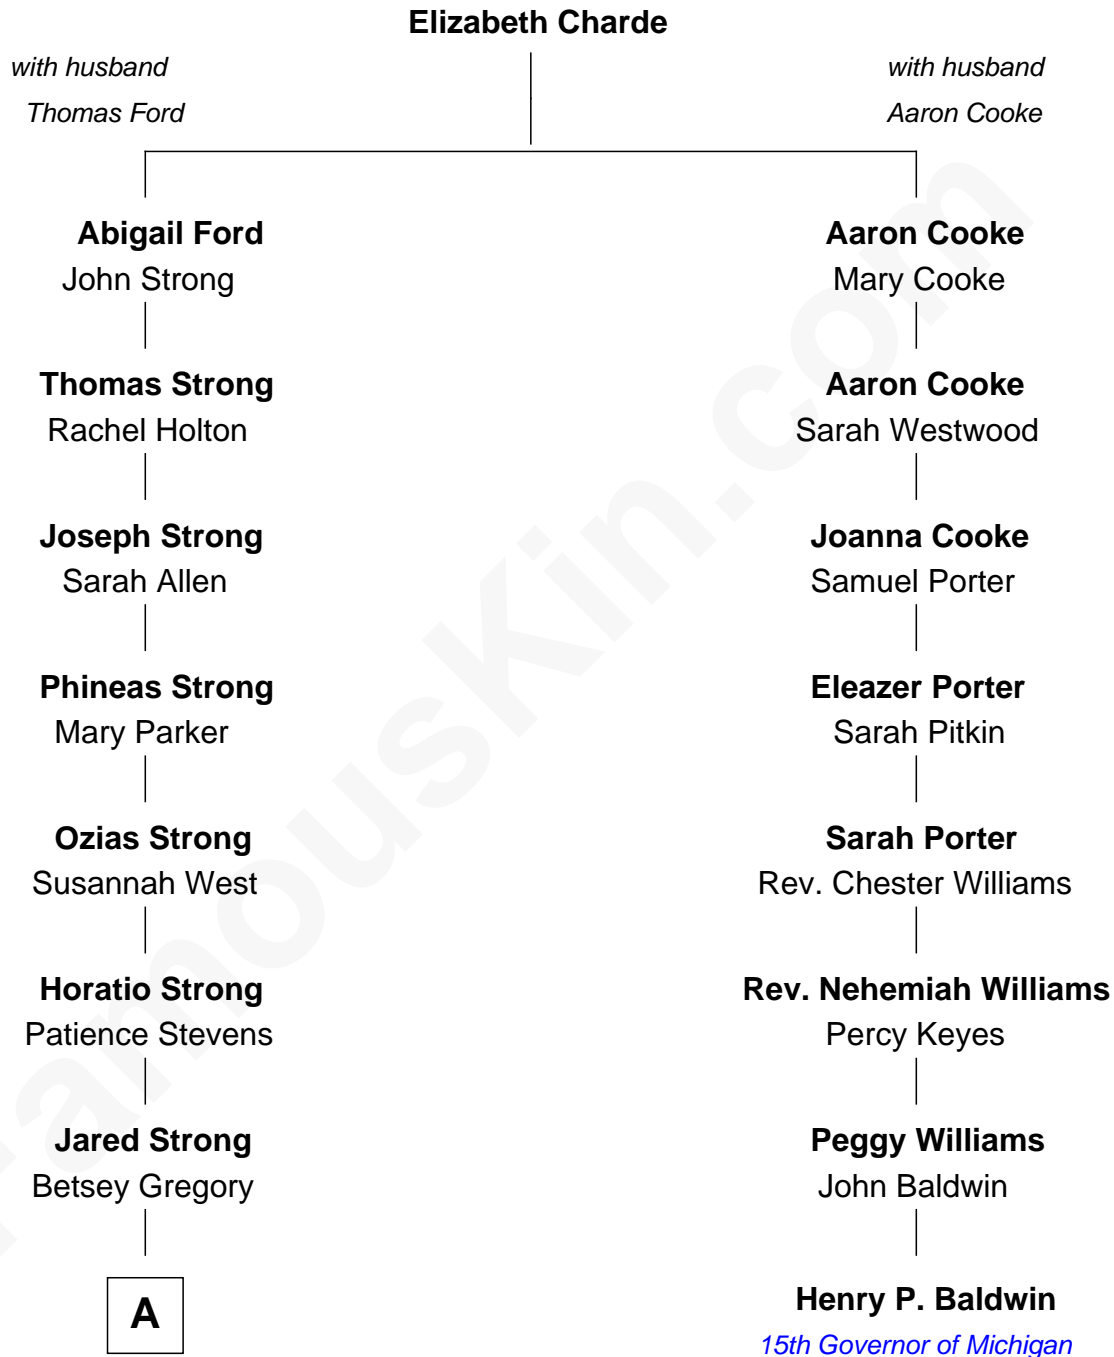 Elizabeth Charde
with husband
Thomas Ford
with husband
Aaron Cooke
Abigail Ford
John Strong
Aaron Cooke
Mary Cooke
Thomas Strong
Rachel Holton
Aaron Cooke
Sarah Westwood
Joseph Strong
Sarah Allen
Joanna Cooke
Samuel Porter
Phineas Strong
Mary Parker
Eleazer Porter
Sarah Pitkin
Ozias Strong
Susannah West
Sarah Porter
Rev. Chester Williams
Horatio Strong
Patience Stevens
Rev. Nehemiah Williams
Percy Keyes
Jared Strong
Betsey Gregory
Peggy Williams
John Baldwin
A
Henry P. Baldwin
15th Governor of Michigan
FamousKin.com